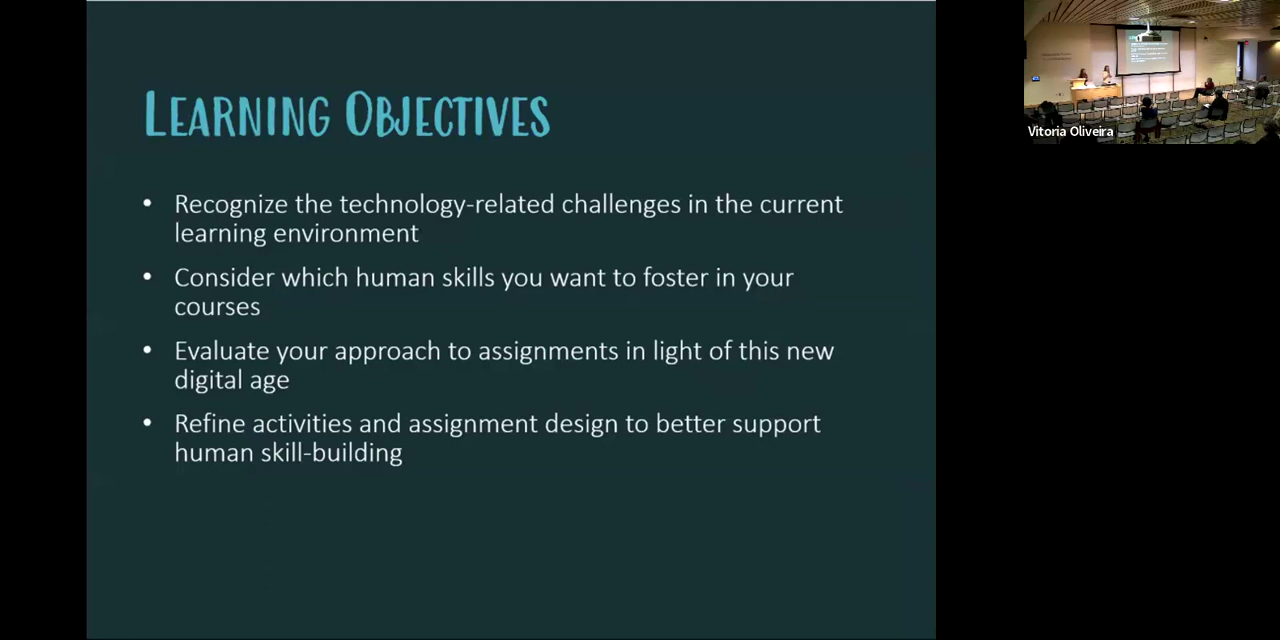 LEARNING OBJECTIVES
• Recognize the technology-related challenges in the current
learning environment
• Consider which human skills you want to foster in your
courses
• Evaluate your approach to assignments in light of this new
digital age
• Refine activities and assignment design to better support
human skill-building
Vitoria Oliveira